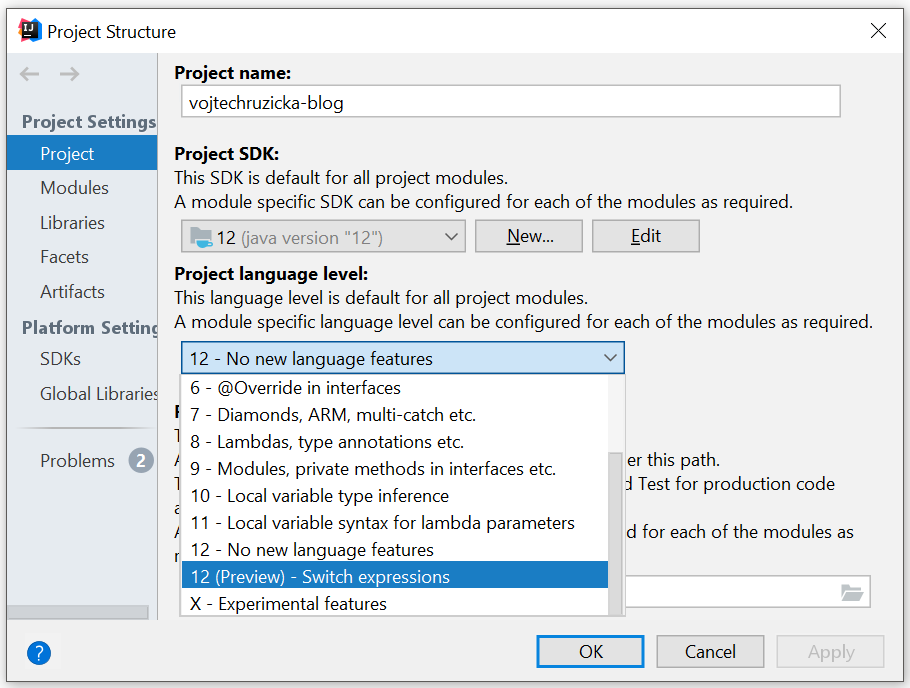 Project Structure
Project name:
vojtechruzicka-blog
Project Settings
Project
Modules
Libraries
Facets
Artifacts
Platform Setting
SDKs
Global Libraries
Problems 2
Project SDK:
This SDK is default for all project modules.
A module specific SDK can be configured for each of the modules as required.
12 (java version "12")
New...
Edit
Project language level:
This language level is default for all project modules.
A module specific language level can be configured for each of the modules as required.
12 - No new language features
6 - @Override in interfaces
7 - Diamonds, ARM, multi-catch etc.
8 - Lambdas, type annotations etc.
9 - Modules, private methods in interfaces etc.
10 - Local variable type inference
11 - Local variable syntax for lambda parameters
12 - No new language features
12 (Preview) - Switch expressions
X - Experimental features
er this path.
d Test for production code
d for each of the modules as
?
OK
Cancel
Apply